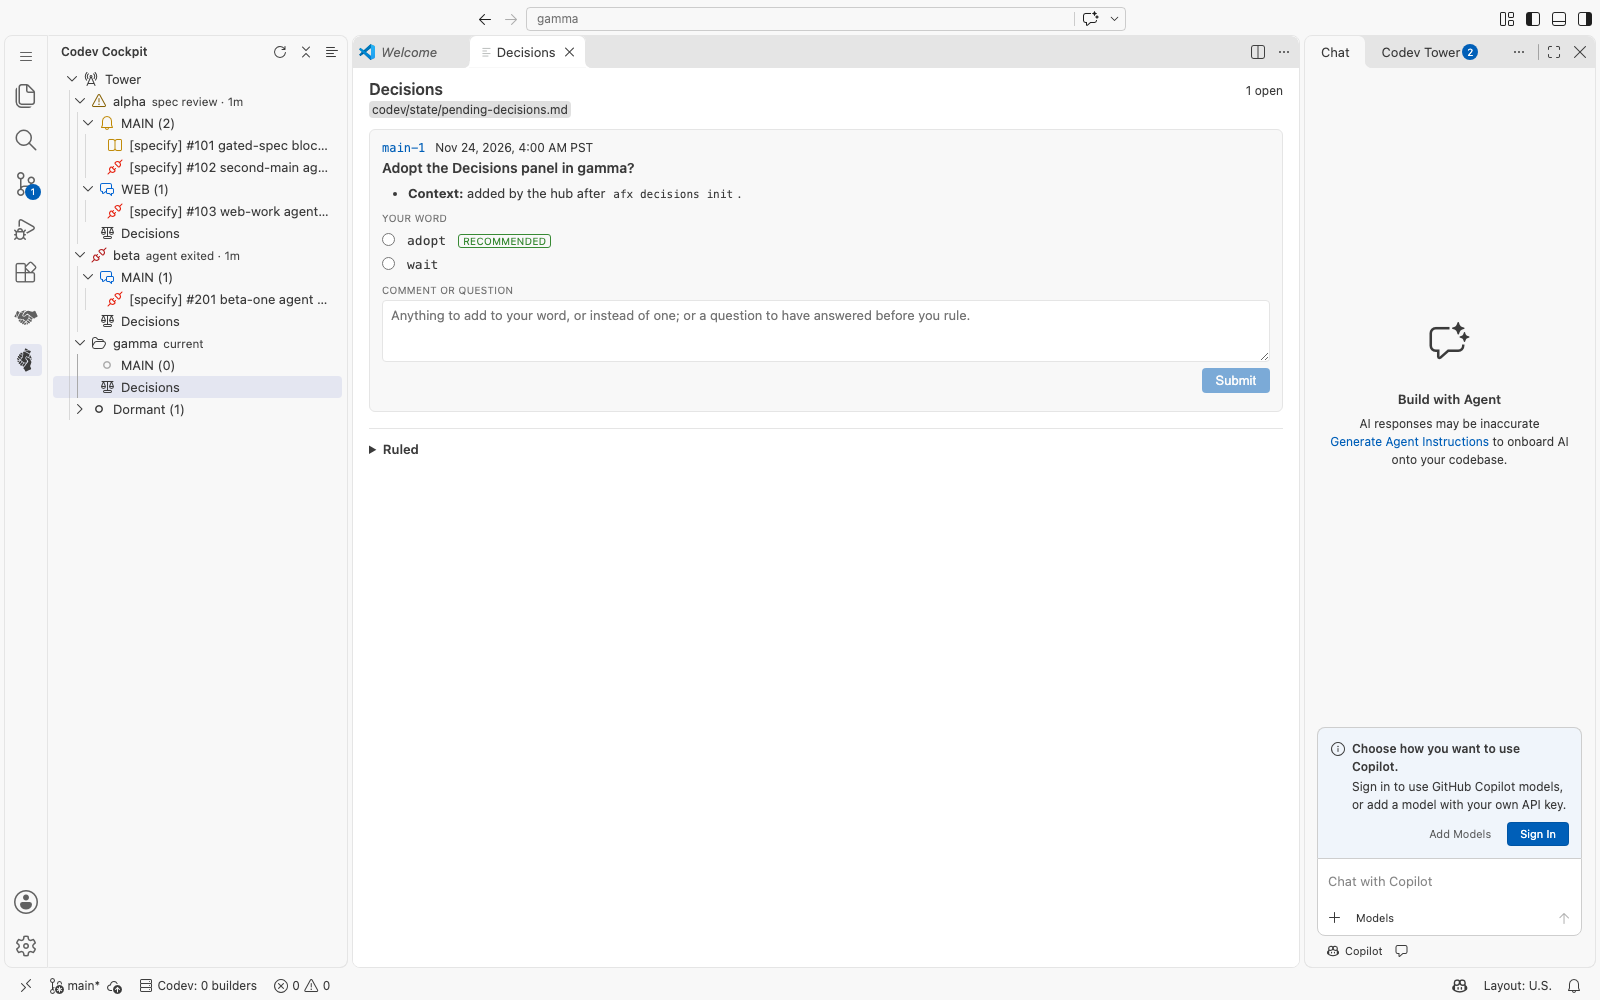 gamma
Codev Cockpit
Tower
alpha spec review · 1m
MAIN (2)
[specify] #101 gated-spec bloc...
[specify] #102 second-main ag...
WEB (1)
[specify] #103 web-work agent...
Decisions
beta agent exited · 1m
MAIN (1)
[specify] #201 beta-one agent ...
Decisions
gamma current
MAIN (0)
Decisions
Dormant (1)
1
Welcome
Decisions
Decisions
1 open
codev/state/pending-decisions.md
main-1 Nov 24, 2026, 4:00 AM PST
Adopt the Decisions panel in gamma?
• Context: added by the hub after afx decisions init.
YOUR WORD
adopt RECOMMENDED
wait
COMMENT OR QUESTION
Anything to add to your word, or instead of one; or a question to have answered before you rule.
Submit
Ruled
Chat
Codev Tower 2
Build with Agent
AI responses may be inaccurate
Generate Agent Instructions to onboard AI
onto your codebase.
Choose how you want to use
Copilot.
Sign in to use GitHub Copilot models,
or add a model with your own API key.
Add Models
Sign In
Chat with Copilot
Models
Copilot
main*
Codev: 0 builders
0 0
Layout: U.S.